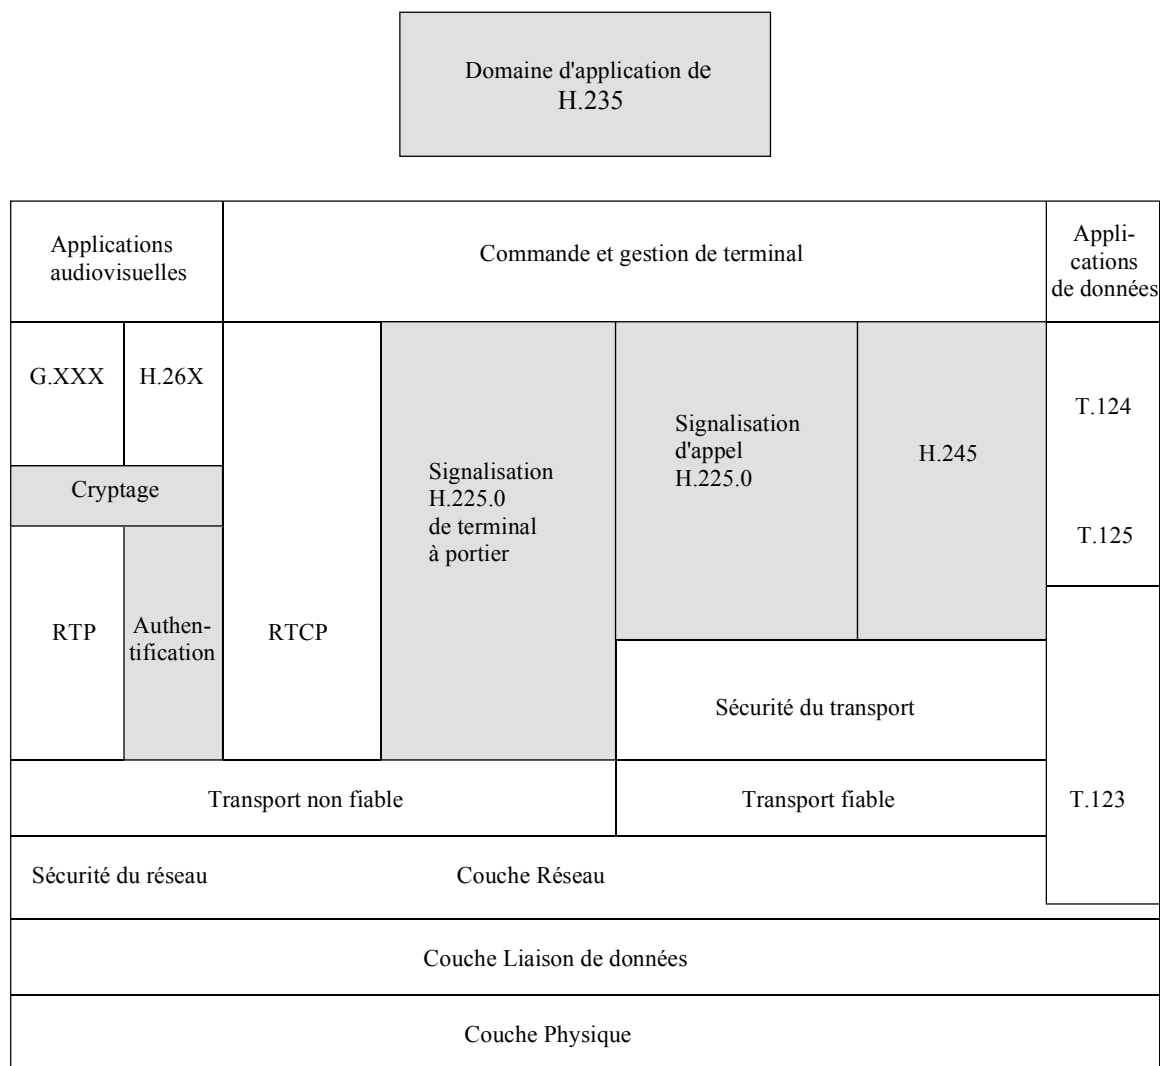 Domaine d'application de
H.235
Applications
audiovisuelles
Commande et gestion de terminal
Appli-
cations
de données
G.XXX
H.26X
Cryptage
RTP
Authen-
tification
RTCP
Signalisation
H.225.0
de terminal
à portier
Signalisation
d'appel
H.225.0
H.245
T.124
T.125
Sécurité du transport
Transport non fiable
Transport fiable
T.123
Sécurité du réseau
Couche Réseau
Couche Liaison de données
Couche Physique